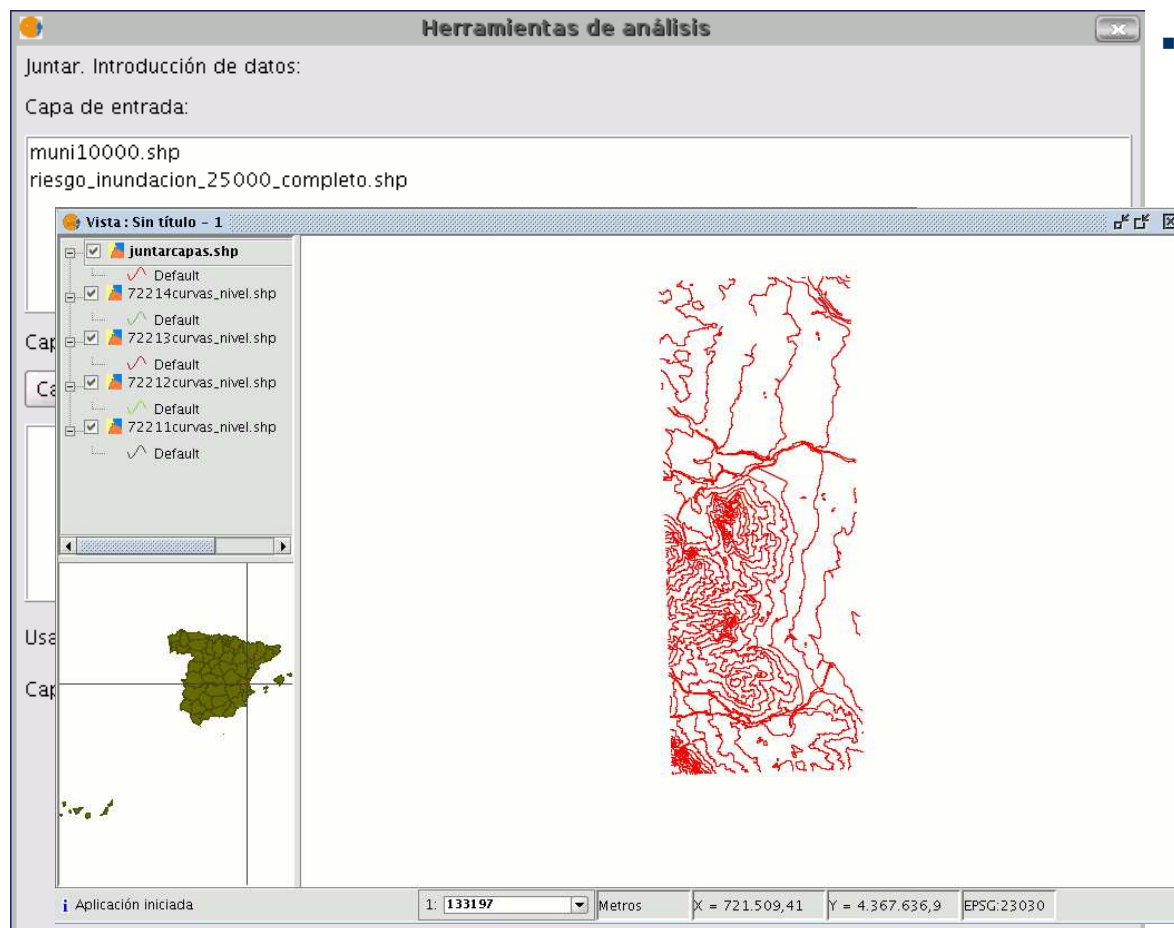 Herramientas de análisis
Juntar. Introducción de datos:
Capa de entrada:
muni10000.shp
riesgo_inundacion_25000_completo.shp
Vista : Sin título - 1
juntarcapas.shp
Default
72214curvas_nivel.shp
Default
72213curvas_nivel.shp
Default
72212curvas_nivel.shp
Default
72211curvas_nivel.shp
Default
Cap
Ca
Usa
Cap
i Aplicación iniciada
1: 133197
Metros
X = 721.509,41
Y = 4.367.636,9
EPSG:23030